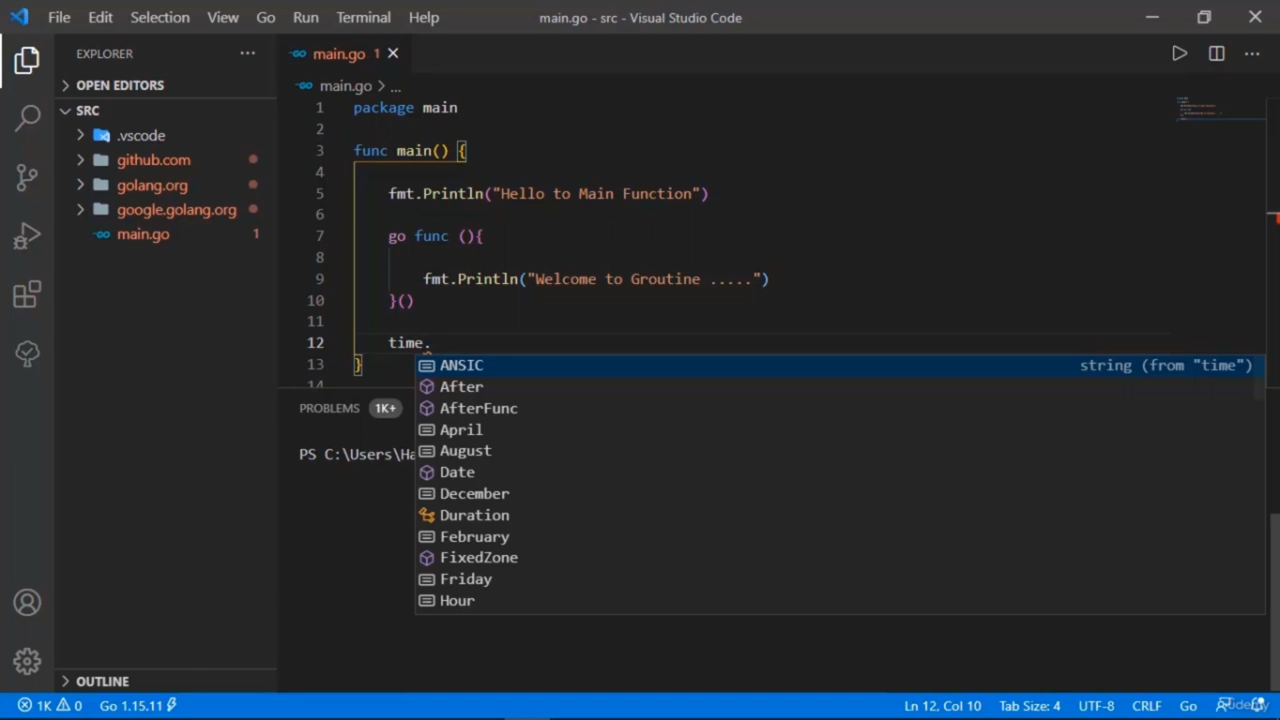 File Edit Selection View Go Run Terminal Help main.go - src - Visual Studio Code
EXPLORER ... main.go 1
OPEN EDITORS main.go > ...
SRC
.vscode
github.com
golang.org
google.golang.org
main.go 1
1 package main
2
3 func main() {
4
5 fmt.Println("Hello to Main Function")
6
7 go func (){
8
9 fmt.Println("Welcome to Groutine .....")
10 }()
11
12 time.
13 }
14
ANSIC string (from "time")
After
AfterFunc
April
August
Date
December
Duration
February
FixedZone
Friday
Hour
PROBLEMS 1K+
PS C:\Users\Ha
OUTLINE
1K 0 Go 1.15.11 Ln 12, Col 10 Tab Size: 4 UTF-8 CRLF Go